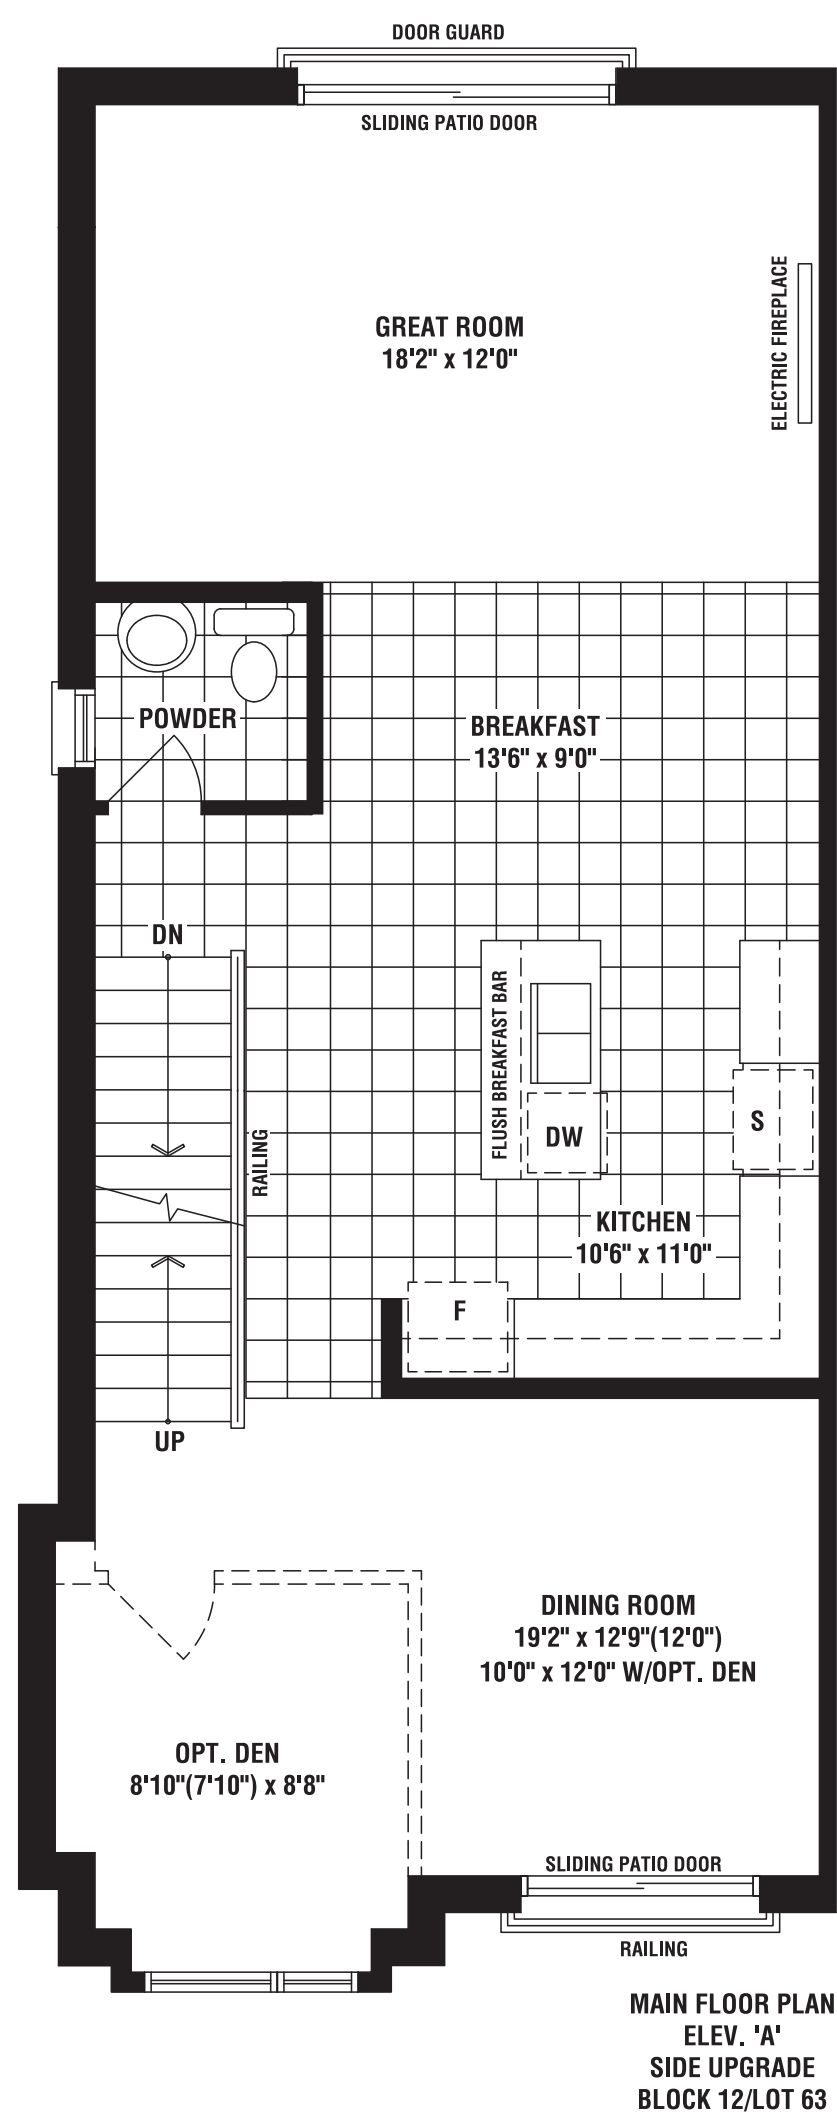 DOOR GUARD
SLIDING PATIO DOOR
GREAT ROOM
18'2" x 12'0"
ELECTRIC FIREPLACE
POWDER
BREAKFAST
13'6" x 9'0"
DN
FLUSH BREAKFAST BAR
DW
S
RAILING
KITCHEN
10'6" x 11'0"
F
UP
DINING ROOM
19'2" x 12'9"(12'0")
10'0" x 12'0" W/OPT. DEN
OPT. DEN
8'10"(7'10") x 8'8"
SLIDING PATIO DOOR
RAILING
MAIN FLOOR PLAN
ELEV. 'A'
SIDE UPGRADE
BLOCK 12/LOT 63